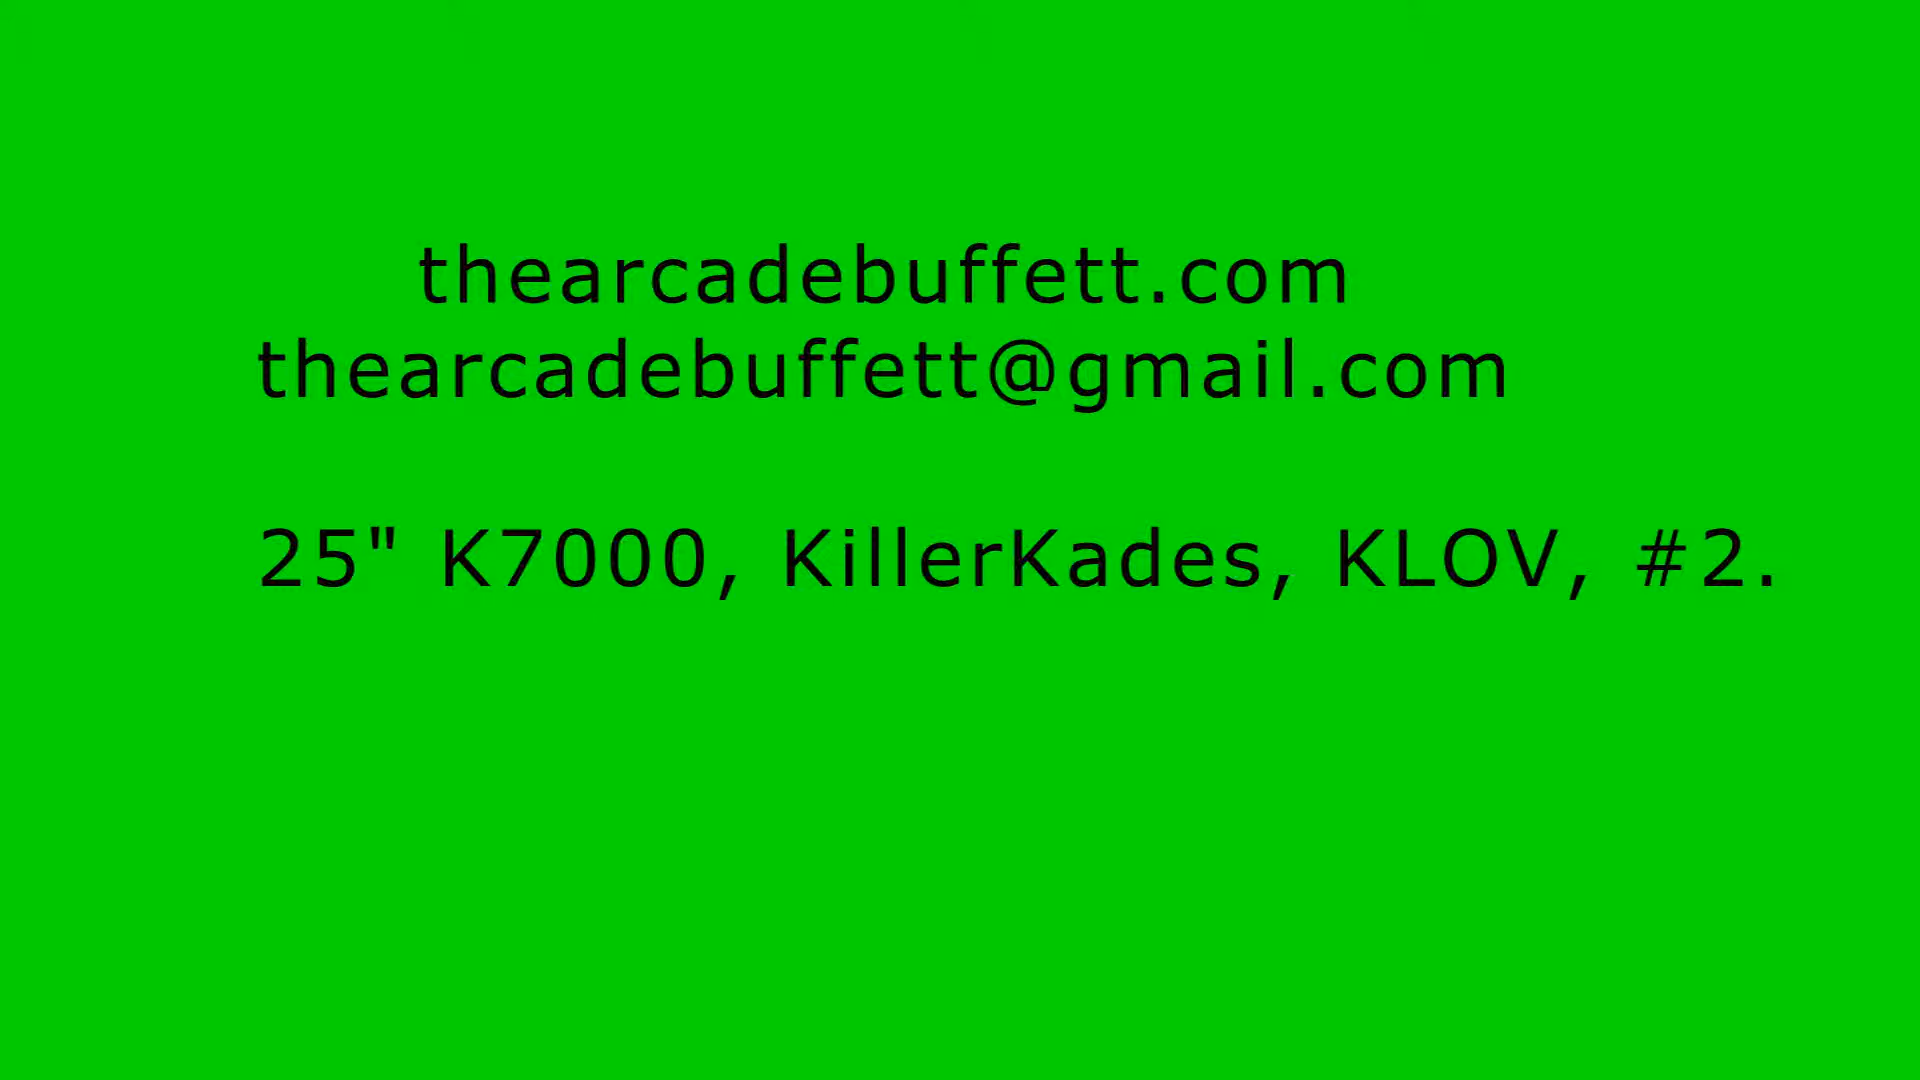 thearcadebuffett.com
thearcadebuffett@gmail.com
25" K7000, KillerKades, KLOV, #2.